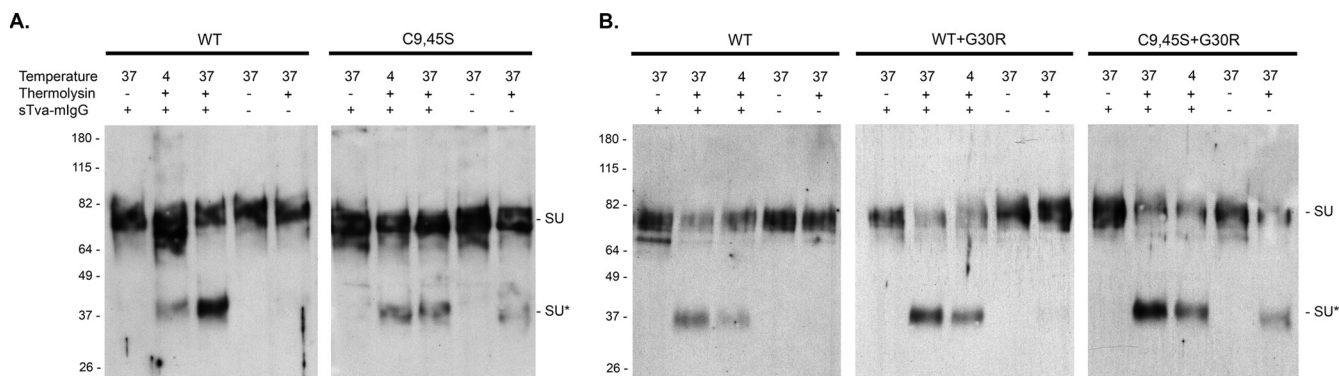 A.
B.
WT C9,45S WT WT+G30R C9,45S+G30R
Temperature 37 4 37 37 37 37 4 37 37 37 37 37 4 37 37 37 37 4 37 37 37 37 4 37 37
Thermolysin - + + - + - + + - + - + + - + - + + - + - + + - +
sTva-mIgG + + + - - + + + - - + + + - - + + + - - + + + - -
180 - 180 -
115 - 115 -
82 - - SU 82 - - SU
64 - 64 -
49 - 49 -
37 - - SU* 37 - - SU*
26 - 26 -